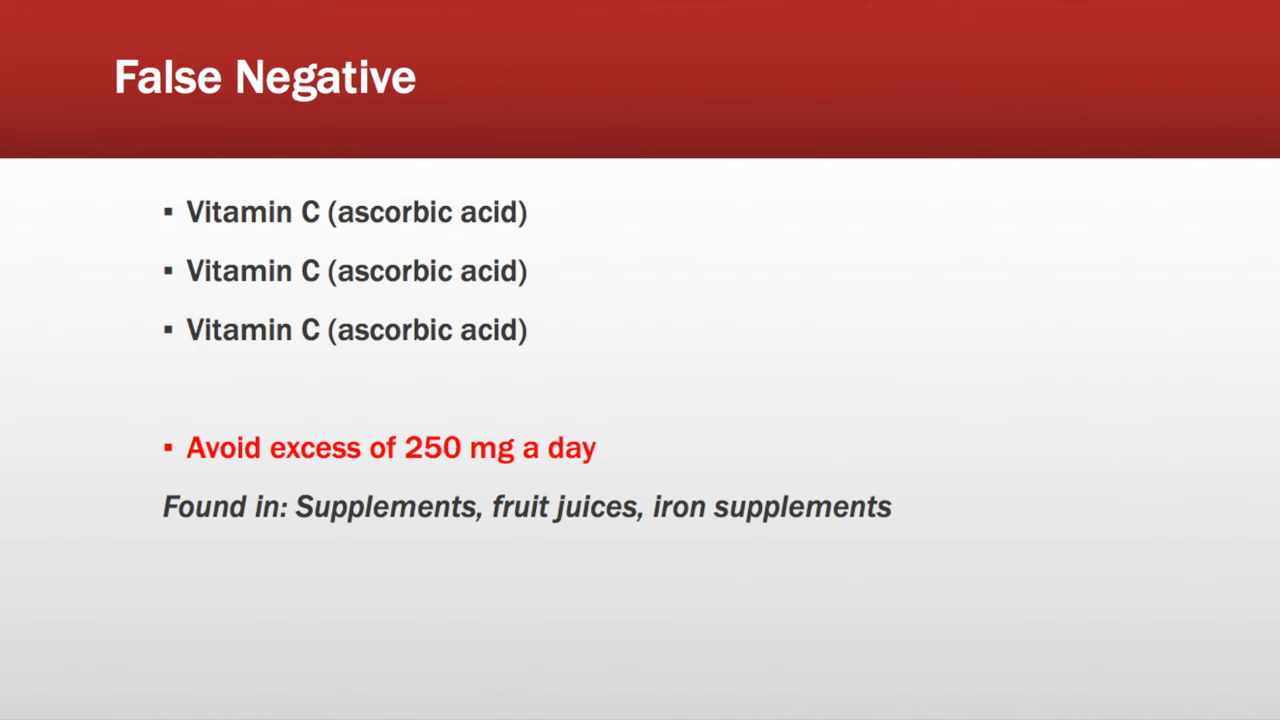 False Negative
▪ Vitamin C (ascorbic acid)
▪ Vitamin C (ascorbic acid)
▪ Vitamin C (ascorbic acid)
▪ Avoid excess of 250 mg a day
Found in: Supplements, fruit juices, iron supplements